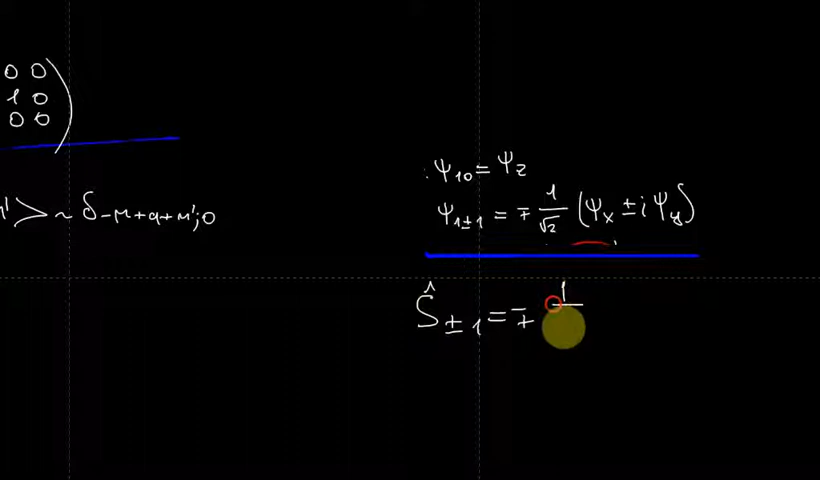 0 0
1 0
0 0 )
' > ~ δ₋M+q+M';0
Ψ₁₀ = Ψz
Ψ₁±₁ = ∓ 1/√2 (Ψx ± i Ψy)
Ŝ±₁ = ∓ 1